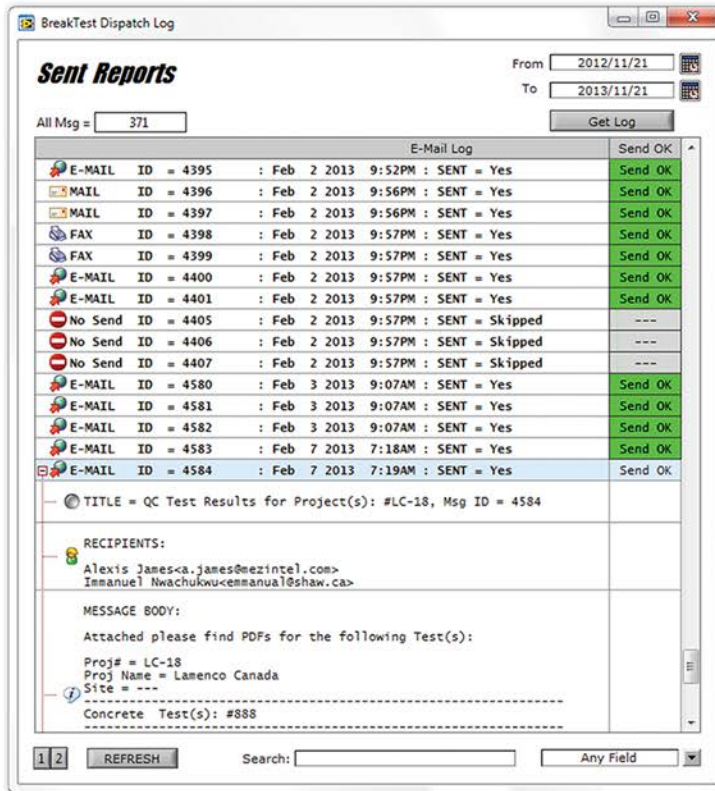 BreakTest Dispatch Log
Sent Reports
From 2012/11/21
To 2013/11/21
All Msg = 371
Get Log
E-Mail Log Send OK
E-MAIL ID = 4395 : Feb 2 2013 9:52PM : SENT = Yes Send OK
MAIL ID = 4396 : Feb 2 2013 9:56PM : SENT = Yes Send OK
MAIL ID = 4397 : Feb 2 2013 9:56PM : SENT = Yes Send OK
FAX ID = 4398 : Feb 2 2013 9:57PM : SENT = Yes Send OK
FAX ID = 4399 : Feb 2 2013 9:57PM : SENT = Yes Send OK
E-MAIL ID = 4400 : Feb 2 2013 9:57PM : SENT = Yes Send OK
E-MAIL ID = 4401 : Feb 2 2013 9:57PM : SENT = Yes Send OK
No Send ID = 4405 : Feb 2 2013 9:57PM : SENT = Skipped ---
No Send ID = 4406 : Feb 2 2013 9:57PM : SENT = Skipped ---
No Send ID = 4407 : Feb 2 2013 9:57PM : SENT = Skipped ---
E-MAIL ID = 4580 : Feb 3 2013 9:07AM : SENT = Yes Send OK
E-MAIL ID = 4581 : Feb 3 2013 9:07AM : SENT = Yes Send OK
E-MAIL ID = 4582 : Feb 3 2013 9:07AM : SENT = Yes Send OK
E-MAIL ID = 4583 : Feb 7 2013 7:18AM : SENT = Yes Send OK
E-MAIL ID = 4584 : Feb 7 2013 7:19AM : SENT = Yes Send OK
TITLE = QC Test Results for Project(s): #LC-18, Msg ID = 4584
RECIPIENTS:
Alexis James<a.james@mezintel.com>
Immanuel Nwachukwu<emmanual@shaw.ca>
MESSAGE BODY:
Attached please find PDFs for the following Test(s):
Proj# = LC-18
Proj Name = Lamenco Canada
Site = ---
------------------------------------------------------------
Concrete Test(s): #888
------------------------------------------------------------
1 2 REFRESH Search: Any Field